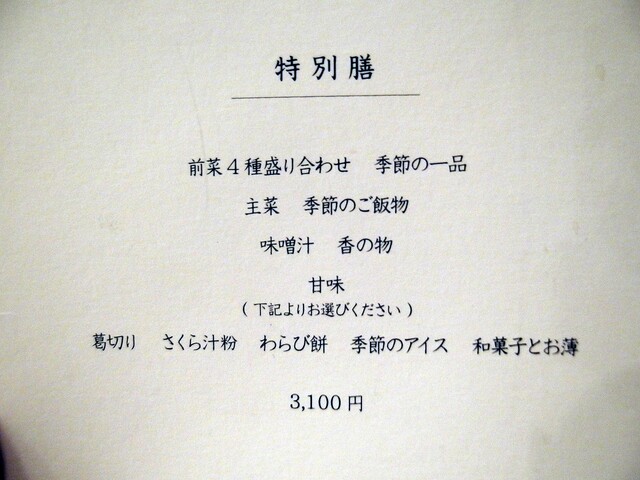 特別膳
前菜4種盛り合わせ 季節の一品
主菜 季節のご飯物
味噌汁 香の物
甘味
(下記よりお選びください)
葛切り さくら汁粉 わらび餅 季節のアイス 和菓子とお薄
3,100円